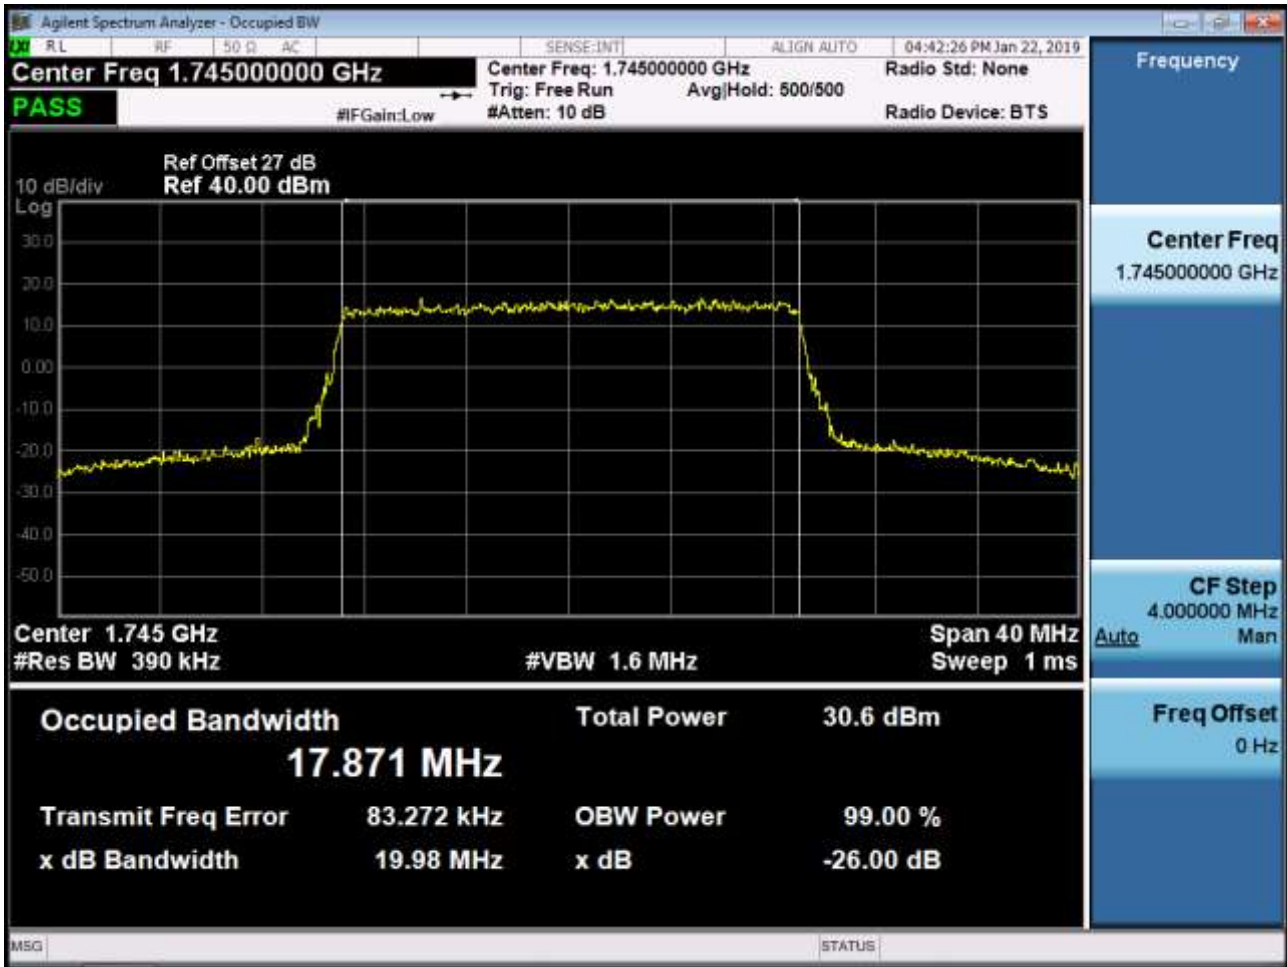 Agilent Spectrum Analyzer - Occupied BW
LXI RL RF 50 Ω AC SENSE:INT ALIGN AUTO 04:42:26 PM Jan 22, 2019
Center Freq 1.745000000 GHz
Center Freq: 1.745000000 GHz Radio Std: None
Trig: Free Run Avg|Hold: 500/500
PASS
#IFGain:Low #Atten: 10 dB Radio Device: BTS
Ref Offset 27 dB
10 dB/div Ref 40.00 dBm
Log
30.0
20.0
10.0
0.00
-10.0
-20.0
-30.0
-40.0
-50.0
Center 1.745 GHz Span 40 MHz
#Res BW 390 kHz #VBW 1.6 MHz Sweep 1 ms
Occupied Bandwidth Total Power 30.6 dBm
17.871 MHz
Transmit Freq Error 83.272 kHz OBW Power 99.00 %
x dB Bandwidth 19.98 MHz x dB -26.00 dB
MSG STATUS
Frequency
Center Freq
1.745000000 GHz
CF Step
4.000000 MHz
Auto Man
Freq Offset
0 Hz